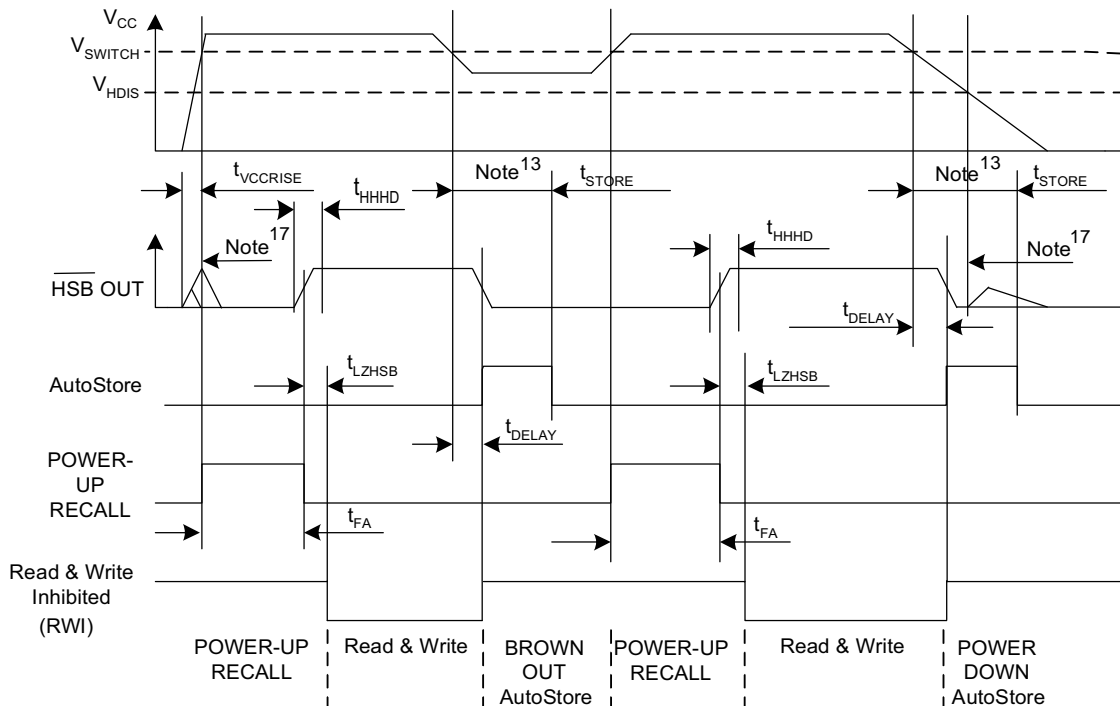 VCC
VSWITCH
VHDIS
tVCCRISE
tHHHD
Note13
tSTORE
Note13
tSTORE
Note17
tHHHD
Note17
HSB OUT
tDELAY
AutoStore
tLZHSB
tLZHSB
tDELAY
POWER-
UP
RECALL
tFA
tFA
Read & Write
Inhibited
(RWI)
POWER-UP
RECALL
Read & Write
BROWN
OUT
AutoStore
POWER-UP
RECALL
Read & Write
POWER
DOWN
AutoStore